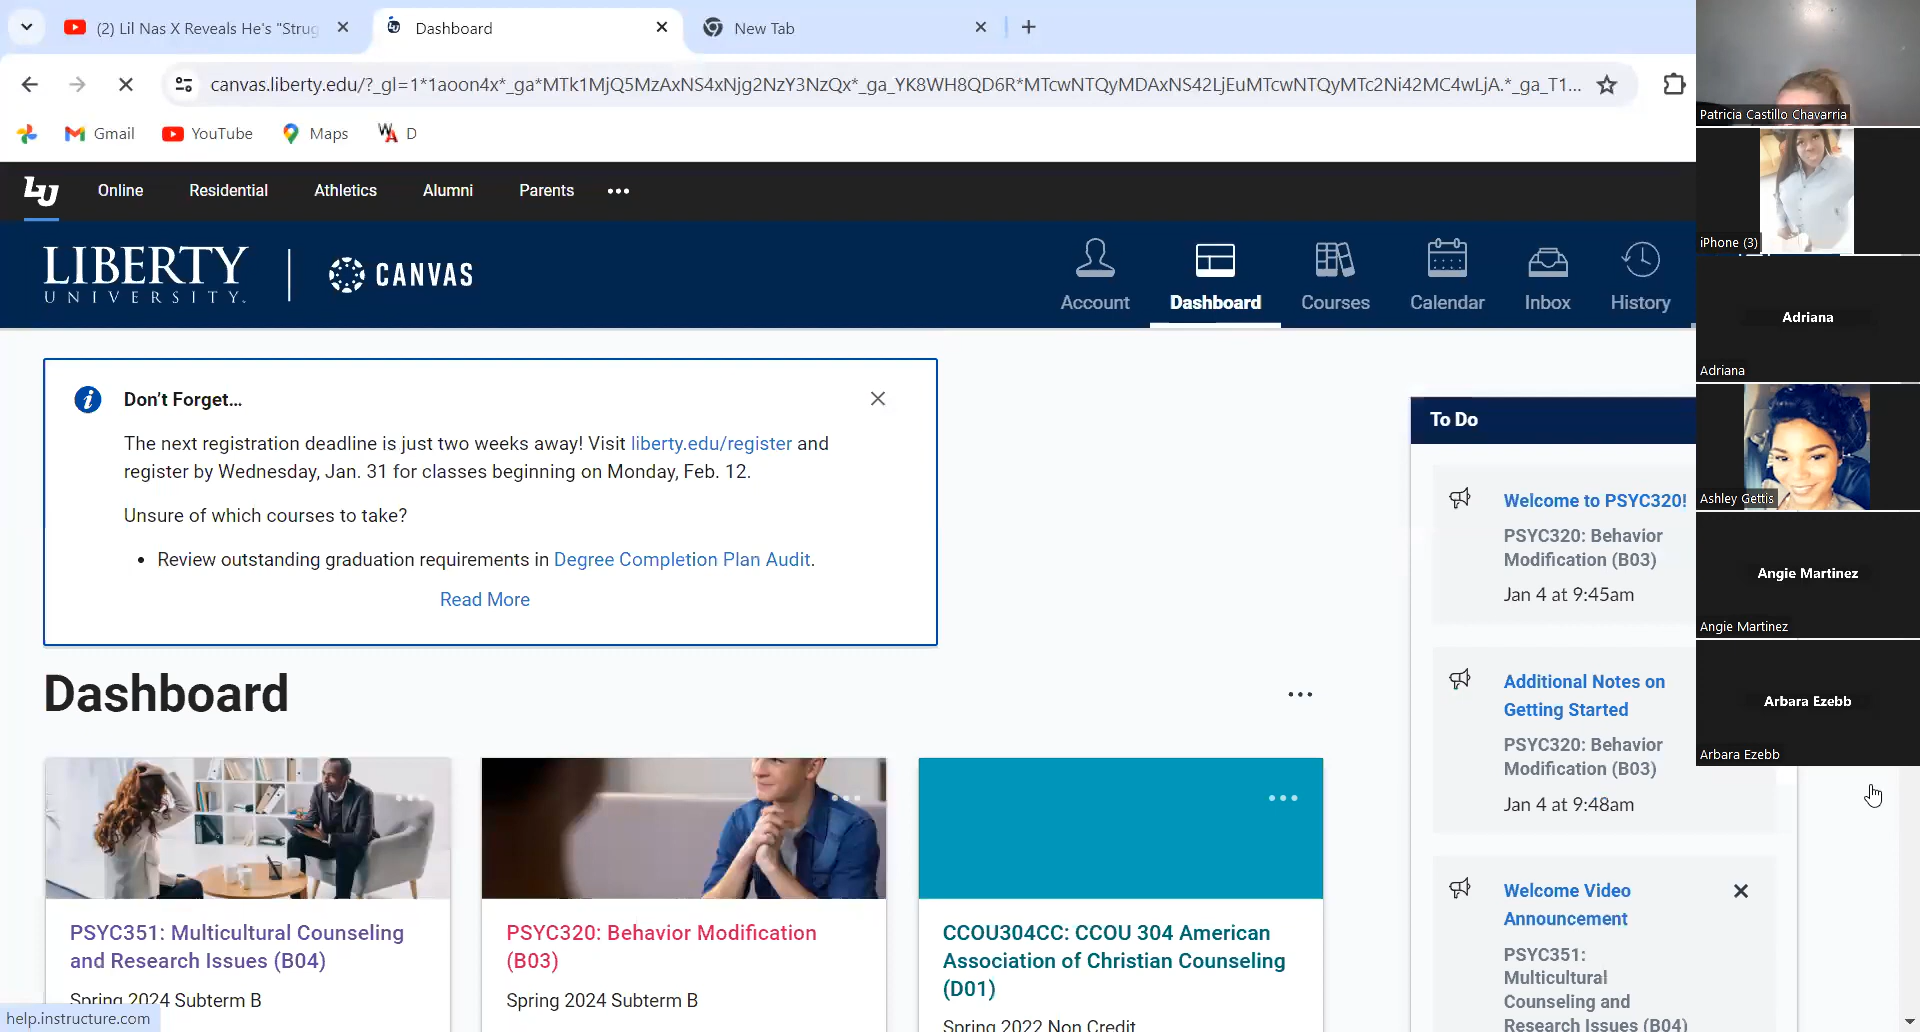 (2) Lil Nas X Reveals He's "Strug
Dashboard
New Tab
canvas.liberty.edu/?_gl=1*1aoon4x*_ga*MTk1MjQ5MzAxNS4xNjg2NzY3NzQx*_ga_YK8WH8QD6R*MTcwNTQyMDAxNS42LjEuMTcwNTQyMTc2Ni42MC4wLjA.*_ga_T1...
Gmail
YouTube
Maps
D
LU
Online
Residential
Athletics
Alumni
Parents
LIBERTY
UNIVERSITY.
CANVAS
Account
Dashboard
Courses
Calendar
Inbox
History
Don't Forget...
The next registration deadline is just two weeks away! Visit liberty.edu/register and
register by Wednesday, Jan. 31 for classes beginning on Monday, Feb. 12.
Unsure of which courses to take?
• Review outstanding graduation requirements in Degree Completion Plan Audit.
Read More
Dashboard
PSYC351: Multicultural Counseling
and Research Issues (B04)
Spring 2024 Subterm B
PSYC320: Behavior Modification
(B03)
Spring 2024 Subterm B
CCOU304CC: CCOU 304 American
Association of Christian Counseling
(D01)
Spring 2022 Non Credit
To Do
Welcome to PSYC320!
PSYC320: Behavior
Modification (B03)
Jan 4 at 9:45am
Additional Notes on
Getting Started
PSYC320: Behavior
Modification (B03)
Jan 4 at 9:48am
Welcome Video
Announcement
PSYC351:
Multicultural
Counseling and
Research Issues (B04)
Patricia Castillo Chavarria
iPhone (3)
Adriana
Adriana
Ashley Gettis
Angie Martinez
Angie Martinez
Arbara Ezebb
Arbara Ezebb
help.instructure.com